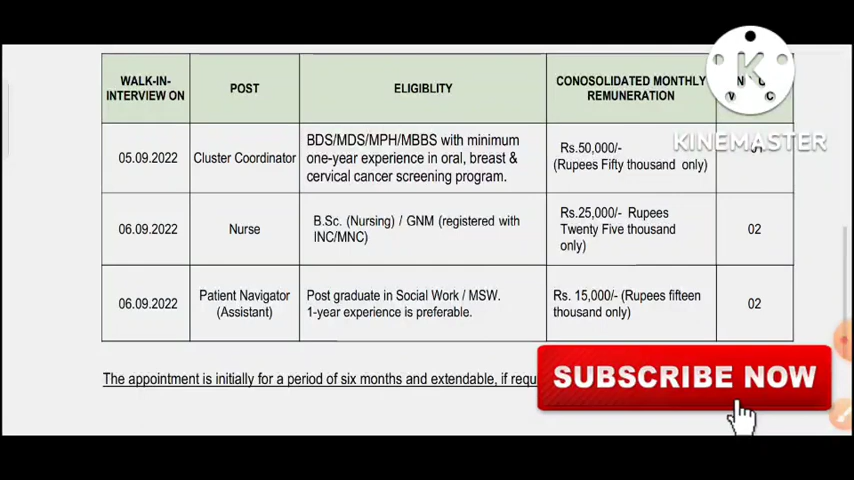 WALK-IN-
INTERVIEW ON
POST
ELIGIBLITY
CONOSOLIDATED MONTHLY
REMUNERATION
05.09.2022
Cluster Coordinator
BDS/MDS/MPH/MBBS with minimum
one-year experience in oral, breast &
cervical cancer screening program.
Rs.50,000/-
(Rupees Fifty thousand only)
06.09.2022
Nurse
B.Sc. (Nursing) / GNM (registered with
INC/MNC)
Rs.25,000/- Rupees
Twenty Five thousand
only)
02
06.09.2022
Patient Navigator
(Assistant)
Post graduate in Social Work / MSW.
1-year experience is preferable.
Rs. 15,000/- (Rupees fifteen
thousand only)
02
The appointment is initially for a period of six months and extendable, if
SUBSCRIBE NOW
K
KINEMASTER